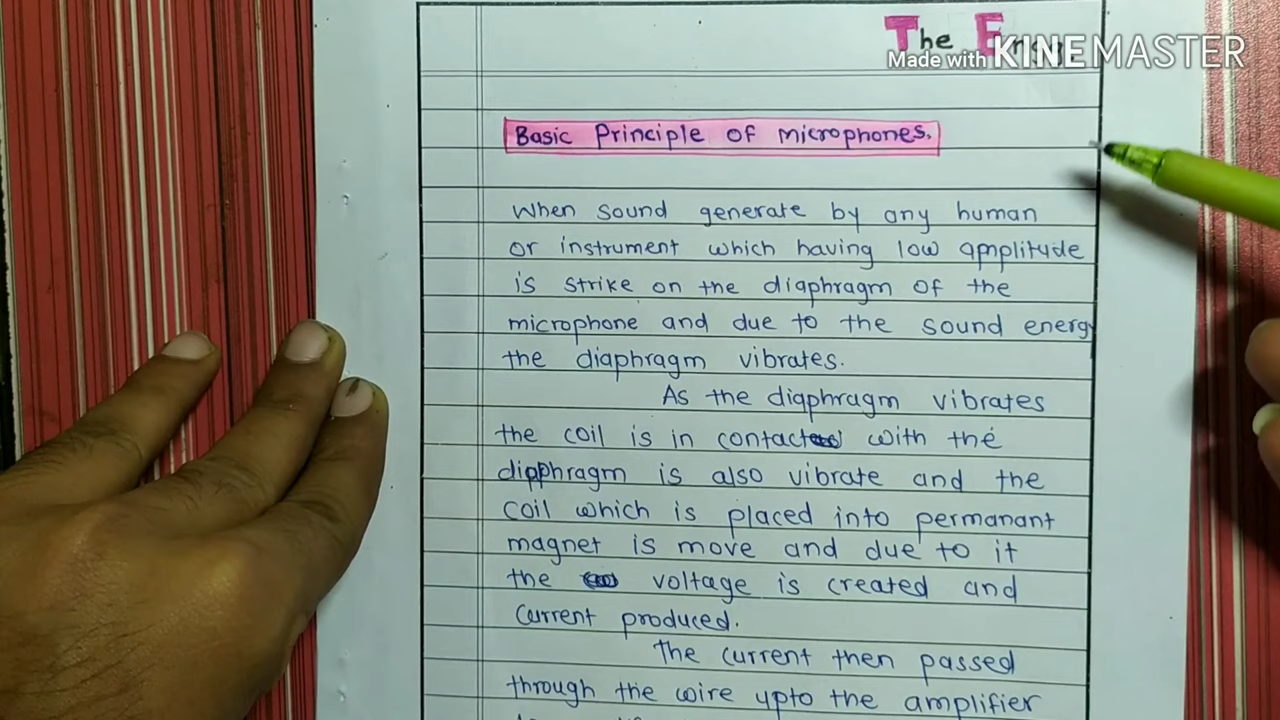 The
Made with KINEMASTER
Basic Principle of microphones.
When sound generate by any human
or instrument which having low amplitude
is strike on the diaphragm of the
microphone and due to the sound energy
the diaphragm vibrates.
As the diaphragm vibrates
the coil is in contact with the
diaphragm is also vibrate and the
coil which is placed into permanant
magnet is move and due to it
the voltage is created and
current produced.
The current then passed
through the wire upto the amplifier